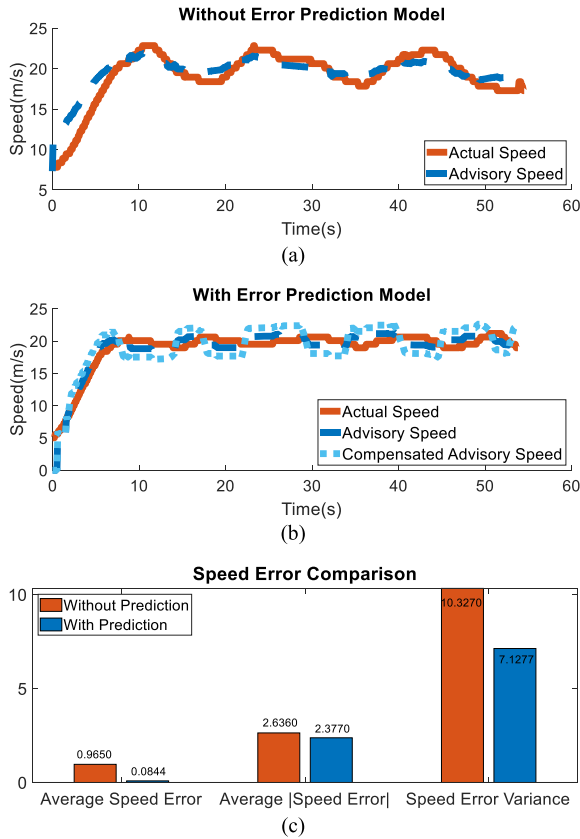 Without Error Prediction Model
25
20
15
10
5
Speed(m/s)
Actual Speed
Advisory Speed
0 10 20 30 40 50 60
Time(s)
(a)
With Error Prediction Model
25
20
15
10
5
0
Speed(m/s)
Actual Speed
Advisory Speed
Compensated Advisory Speed
0 10 20 30 40 50 60
Time(s)
(b)
Speed Error Comparison
10
5
0
Without Prediction
With Prediction
0.9650
0.0844
2.6360
2.3770
10.3270
7.1277
Average Speed Error Average |Speed Error| Speed Error Variance
(c)